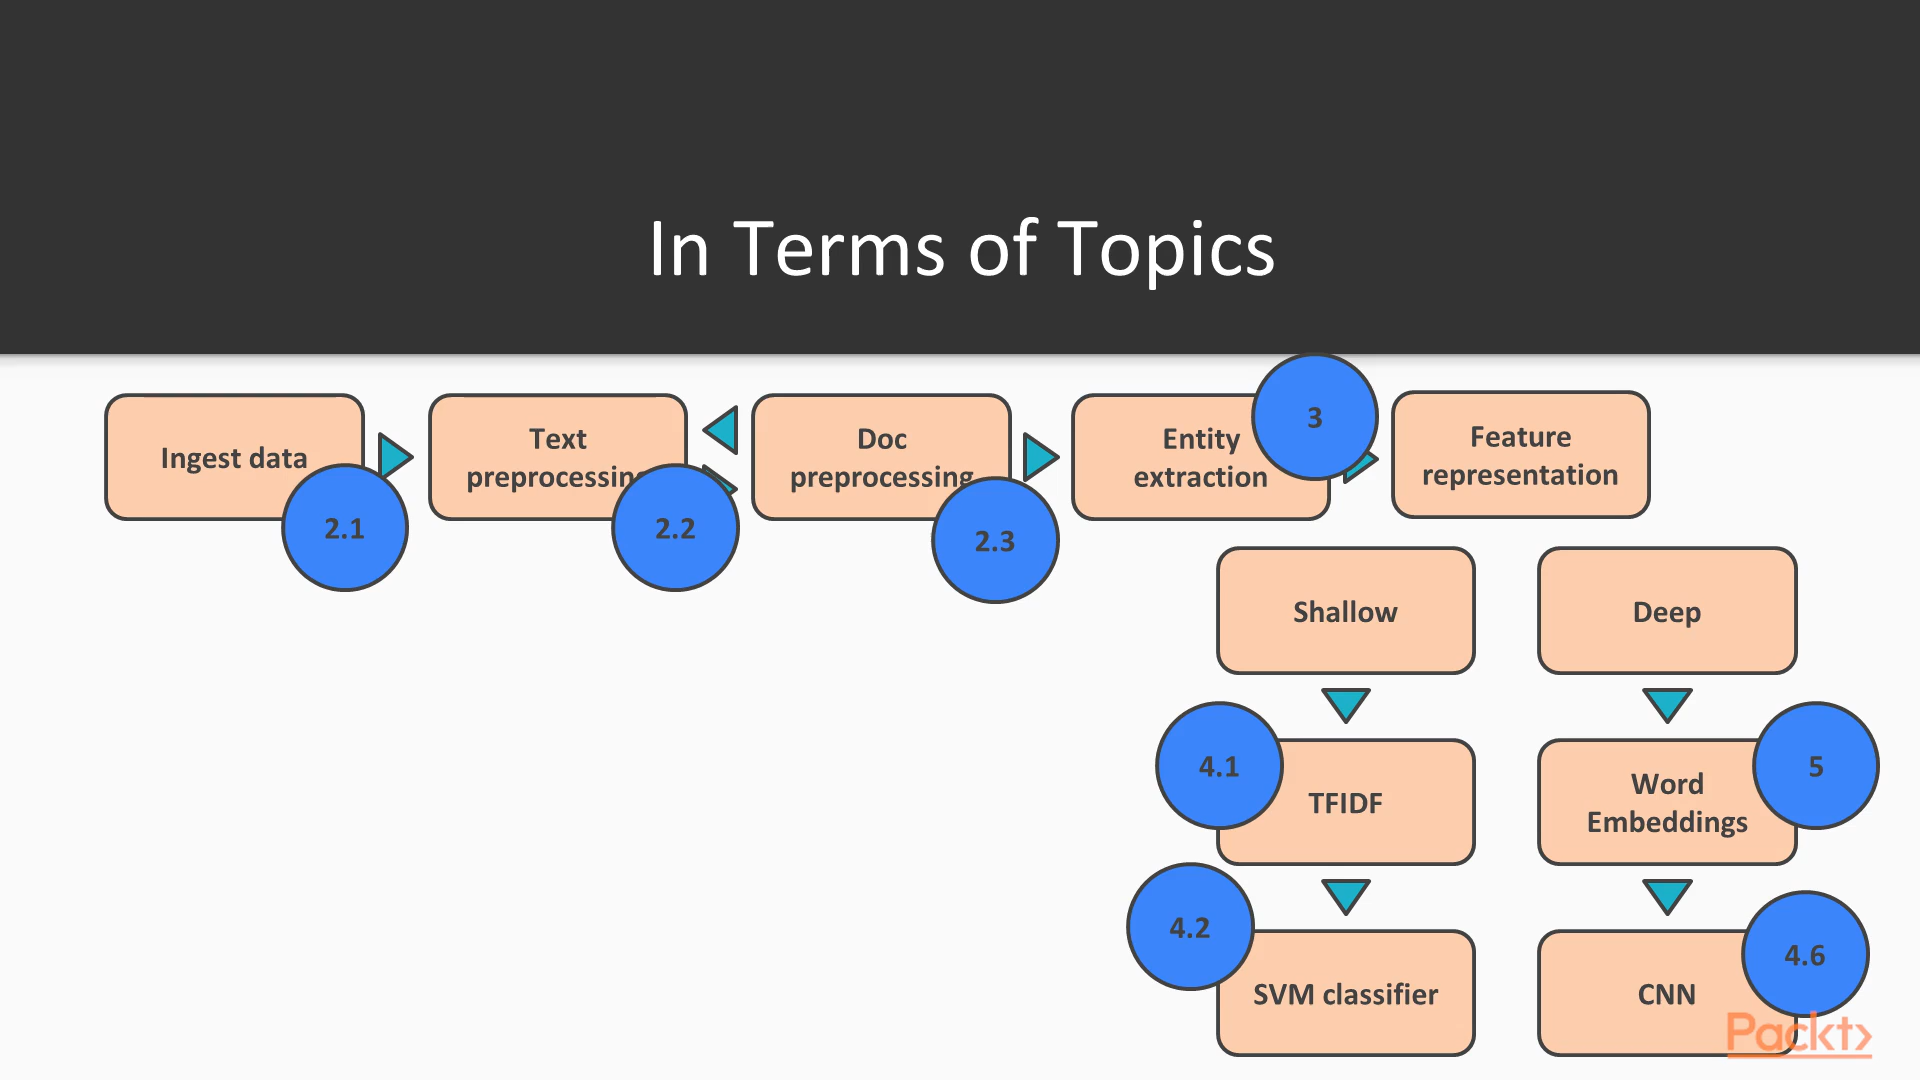 In Terms of Topics
Ingest data
2.1
Text
preprocessing
2.2
Doc
preprocessing
2.3
Entity
extraction
3
Feature
representation
Shallow
Deep
4.1
TFIDF
Word
Embeddings
5
4.2
SVM classifier
CNN
4.6
Packt